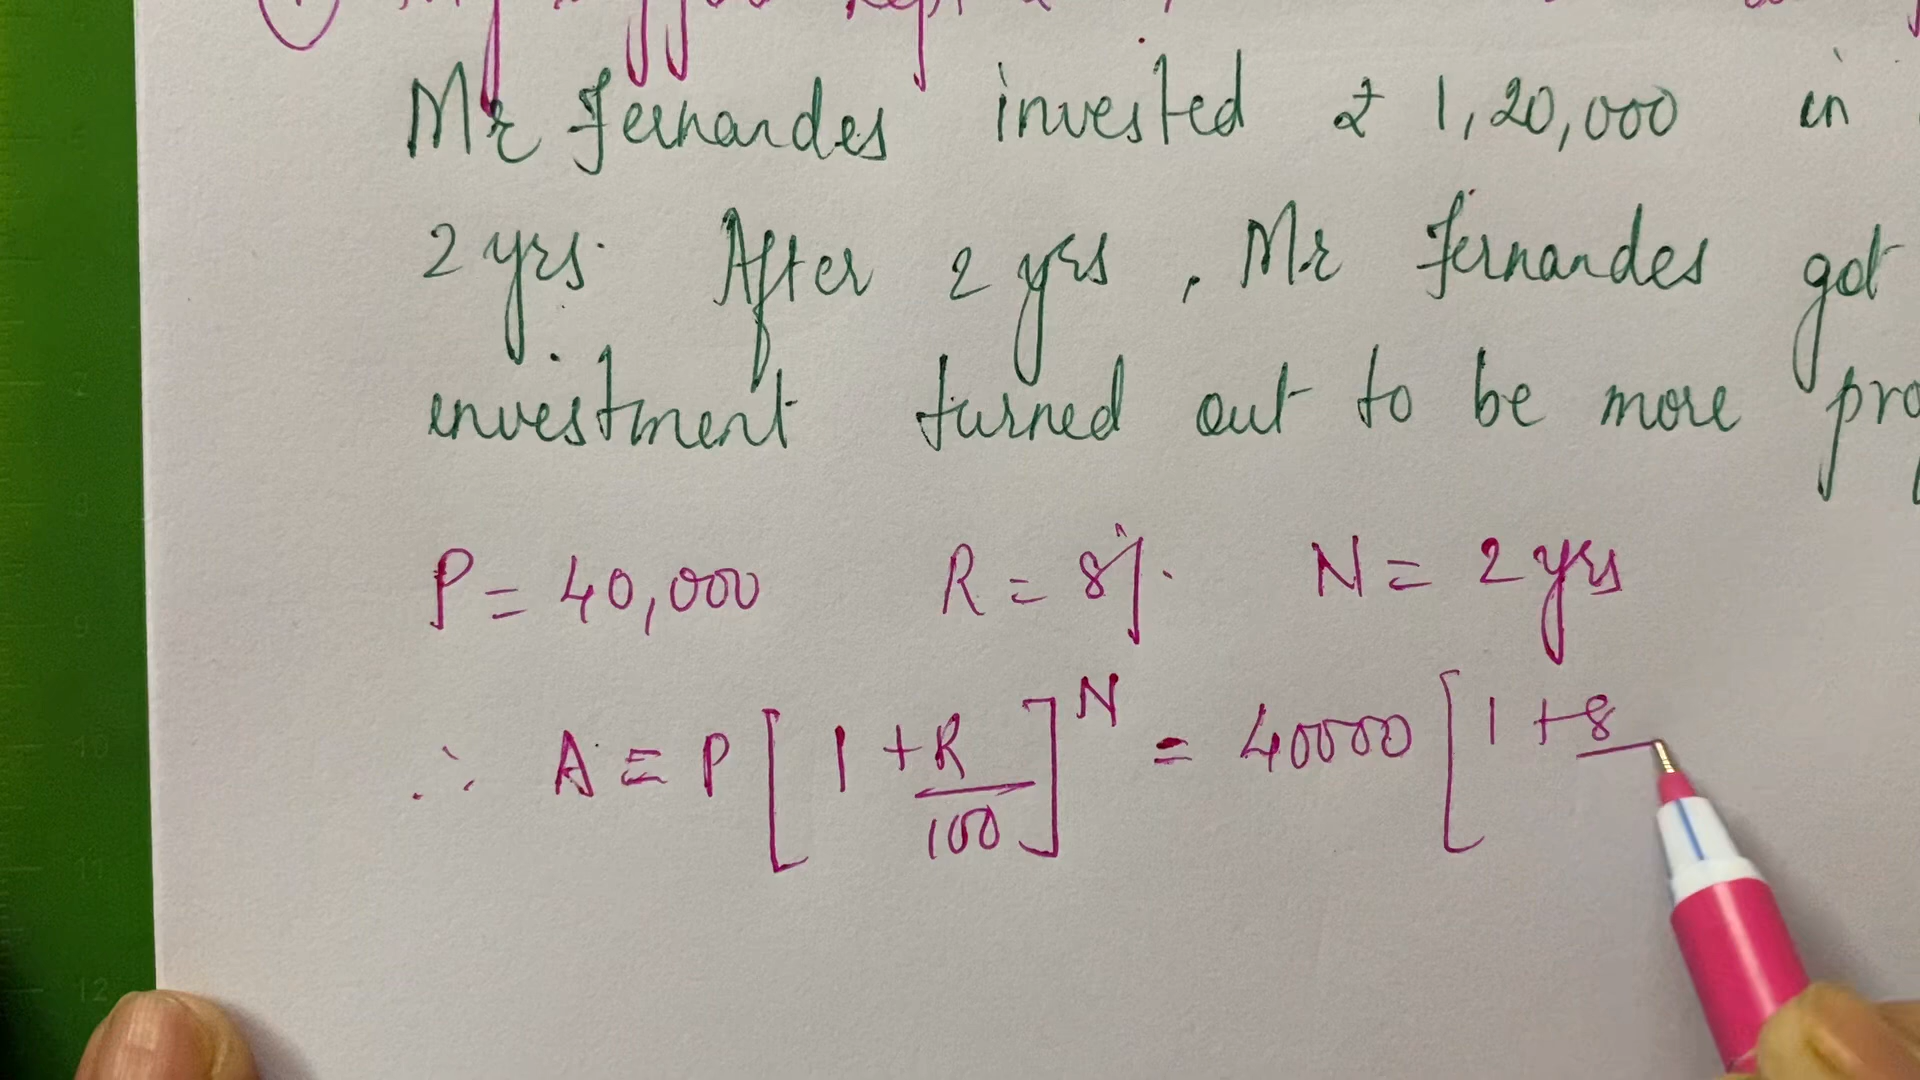 Mr Fernandes invested ₹ 1,20,000 in
2 yrs. After 2 yrs, Mr Fernandes got
investment turned out to be more
P = 40,000 R = 8% N = 2 yrs
∴ A = P [ 1 + R/100 ]^N = 40000 [ 1 + 8